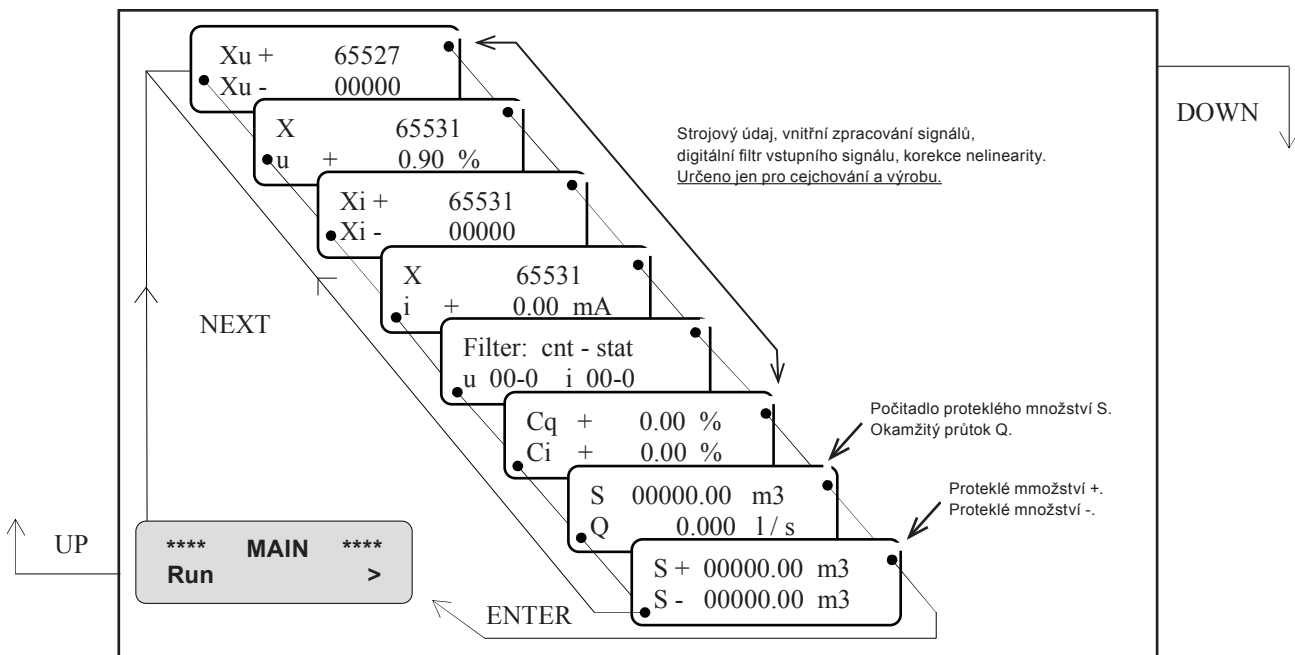 Xu + 65527
Xu - 00000
X 65531
u + 0.90 %
Xi + 65531
Xi - 00000
X 65531
i + 0.00 mA
Filter: cnt - stat
u 00-0 i 00-0
Cq + 0.00 %
Ci + 0.00 %
S 00000.00 m3
Q 0.000 l / s
S + 00000.00 m3
S - 00000.00 m3
DOWN
Strojový údaj, vnitřní zpracování signálů,
digitální filtr vstupního signálu, korekce nelinearity.
Určeno jen pro cejchování a výrobu.
NEXT
Počitadlo proteklého množství S.
Okamžitý průtok Q.
Proteklé mmožství +.
Proteklé množství -.
UP
**** MAIN ****
Run >
ENTER